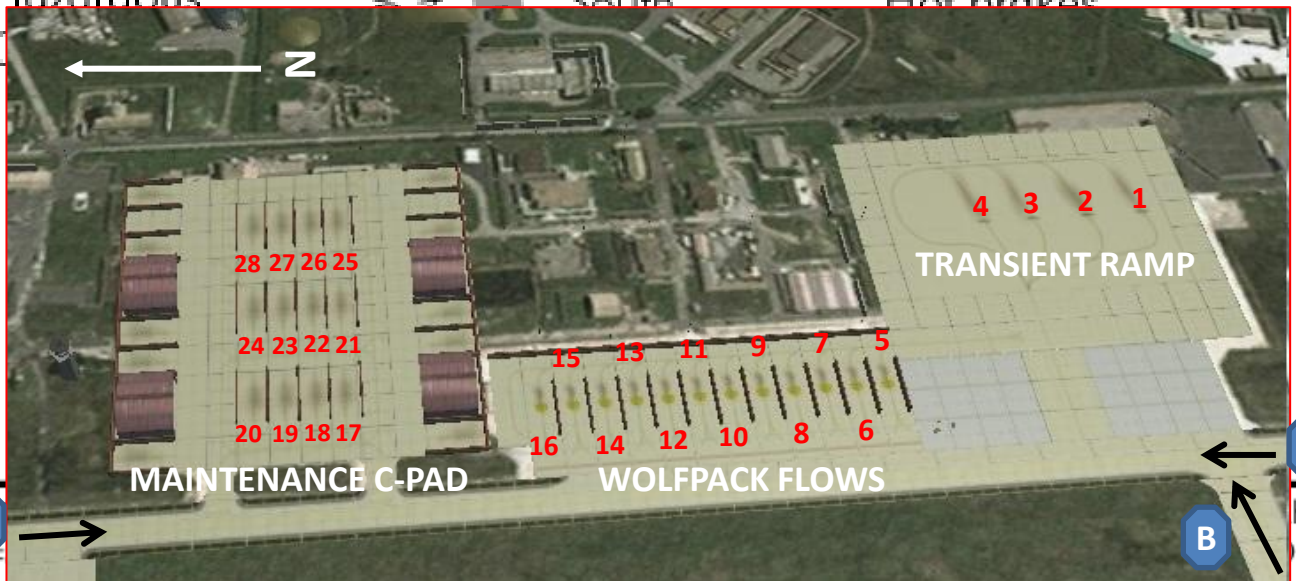 N
4 3 2 1
TRANSIENT RAMP
28 27 26 25
24 23 22 21
15 13 11 9 7 5
20 19 18 17
16 14 12 10 8 6
MAINTENANCE C-PAD
WOLFPACK FLOWS
B